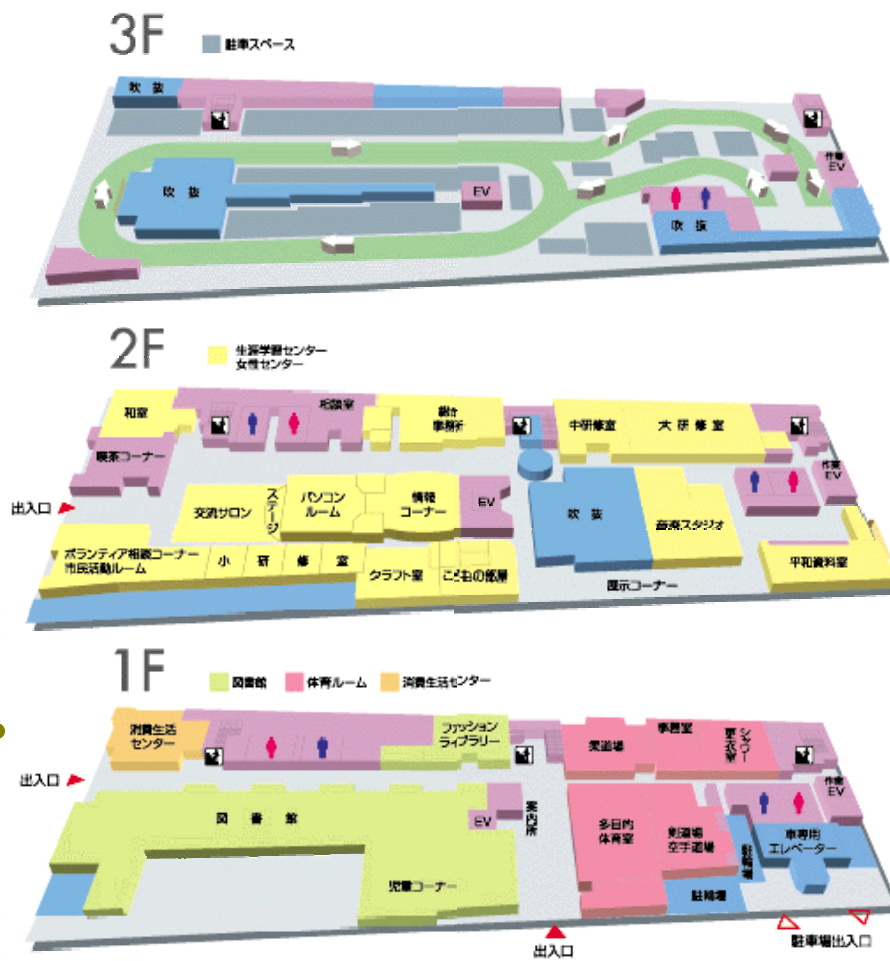 3F
駐車スペース
吹 抜
作業
EV
吹 抜
EV
吹 抜
2F
生涯学習センター
女性センター
和室
相談室
総合
事務所
中研修室
大 研 修 室
喫茶コーナー
作業
EV
出入口
交流サロン
ステージ
パソコン
ルーム
情報
コーナー
EV
吹 抜
音楽スタジオ
ボランティア相談コーナー
市民活動ルーム
小 研 修 室
クラフト室
こどもの部屋
平和資料室
展示コーナー
1F
図書館
体育ルーム
消費生活センター
消費生活
センター
ファッション
ライブラリー
柔道場
事務室
シャワー
更衣室
出入口
作業
EV
図 書 館
EV
案内所
多目的
体育室
剣道場
空手道場
車専用
エレベーター
駐輪場
児童コーナー
駐輪場
出入口
駐車場出入口